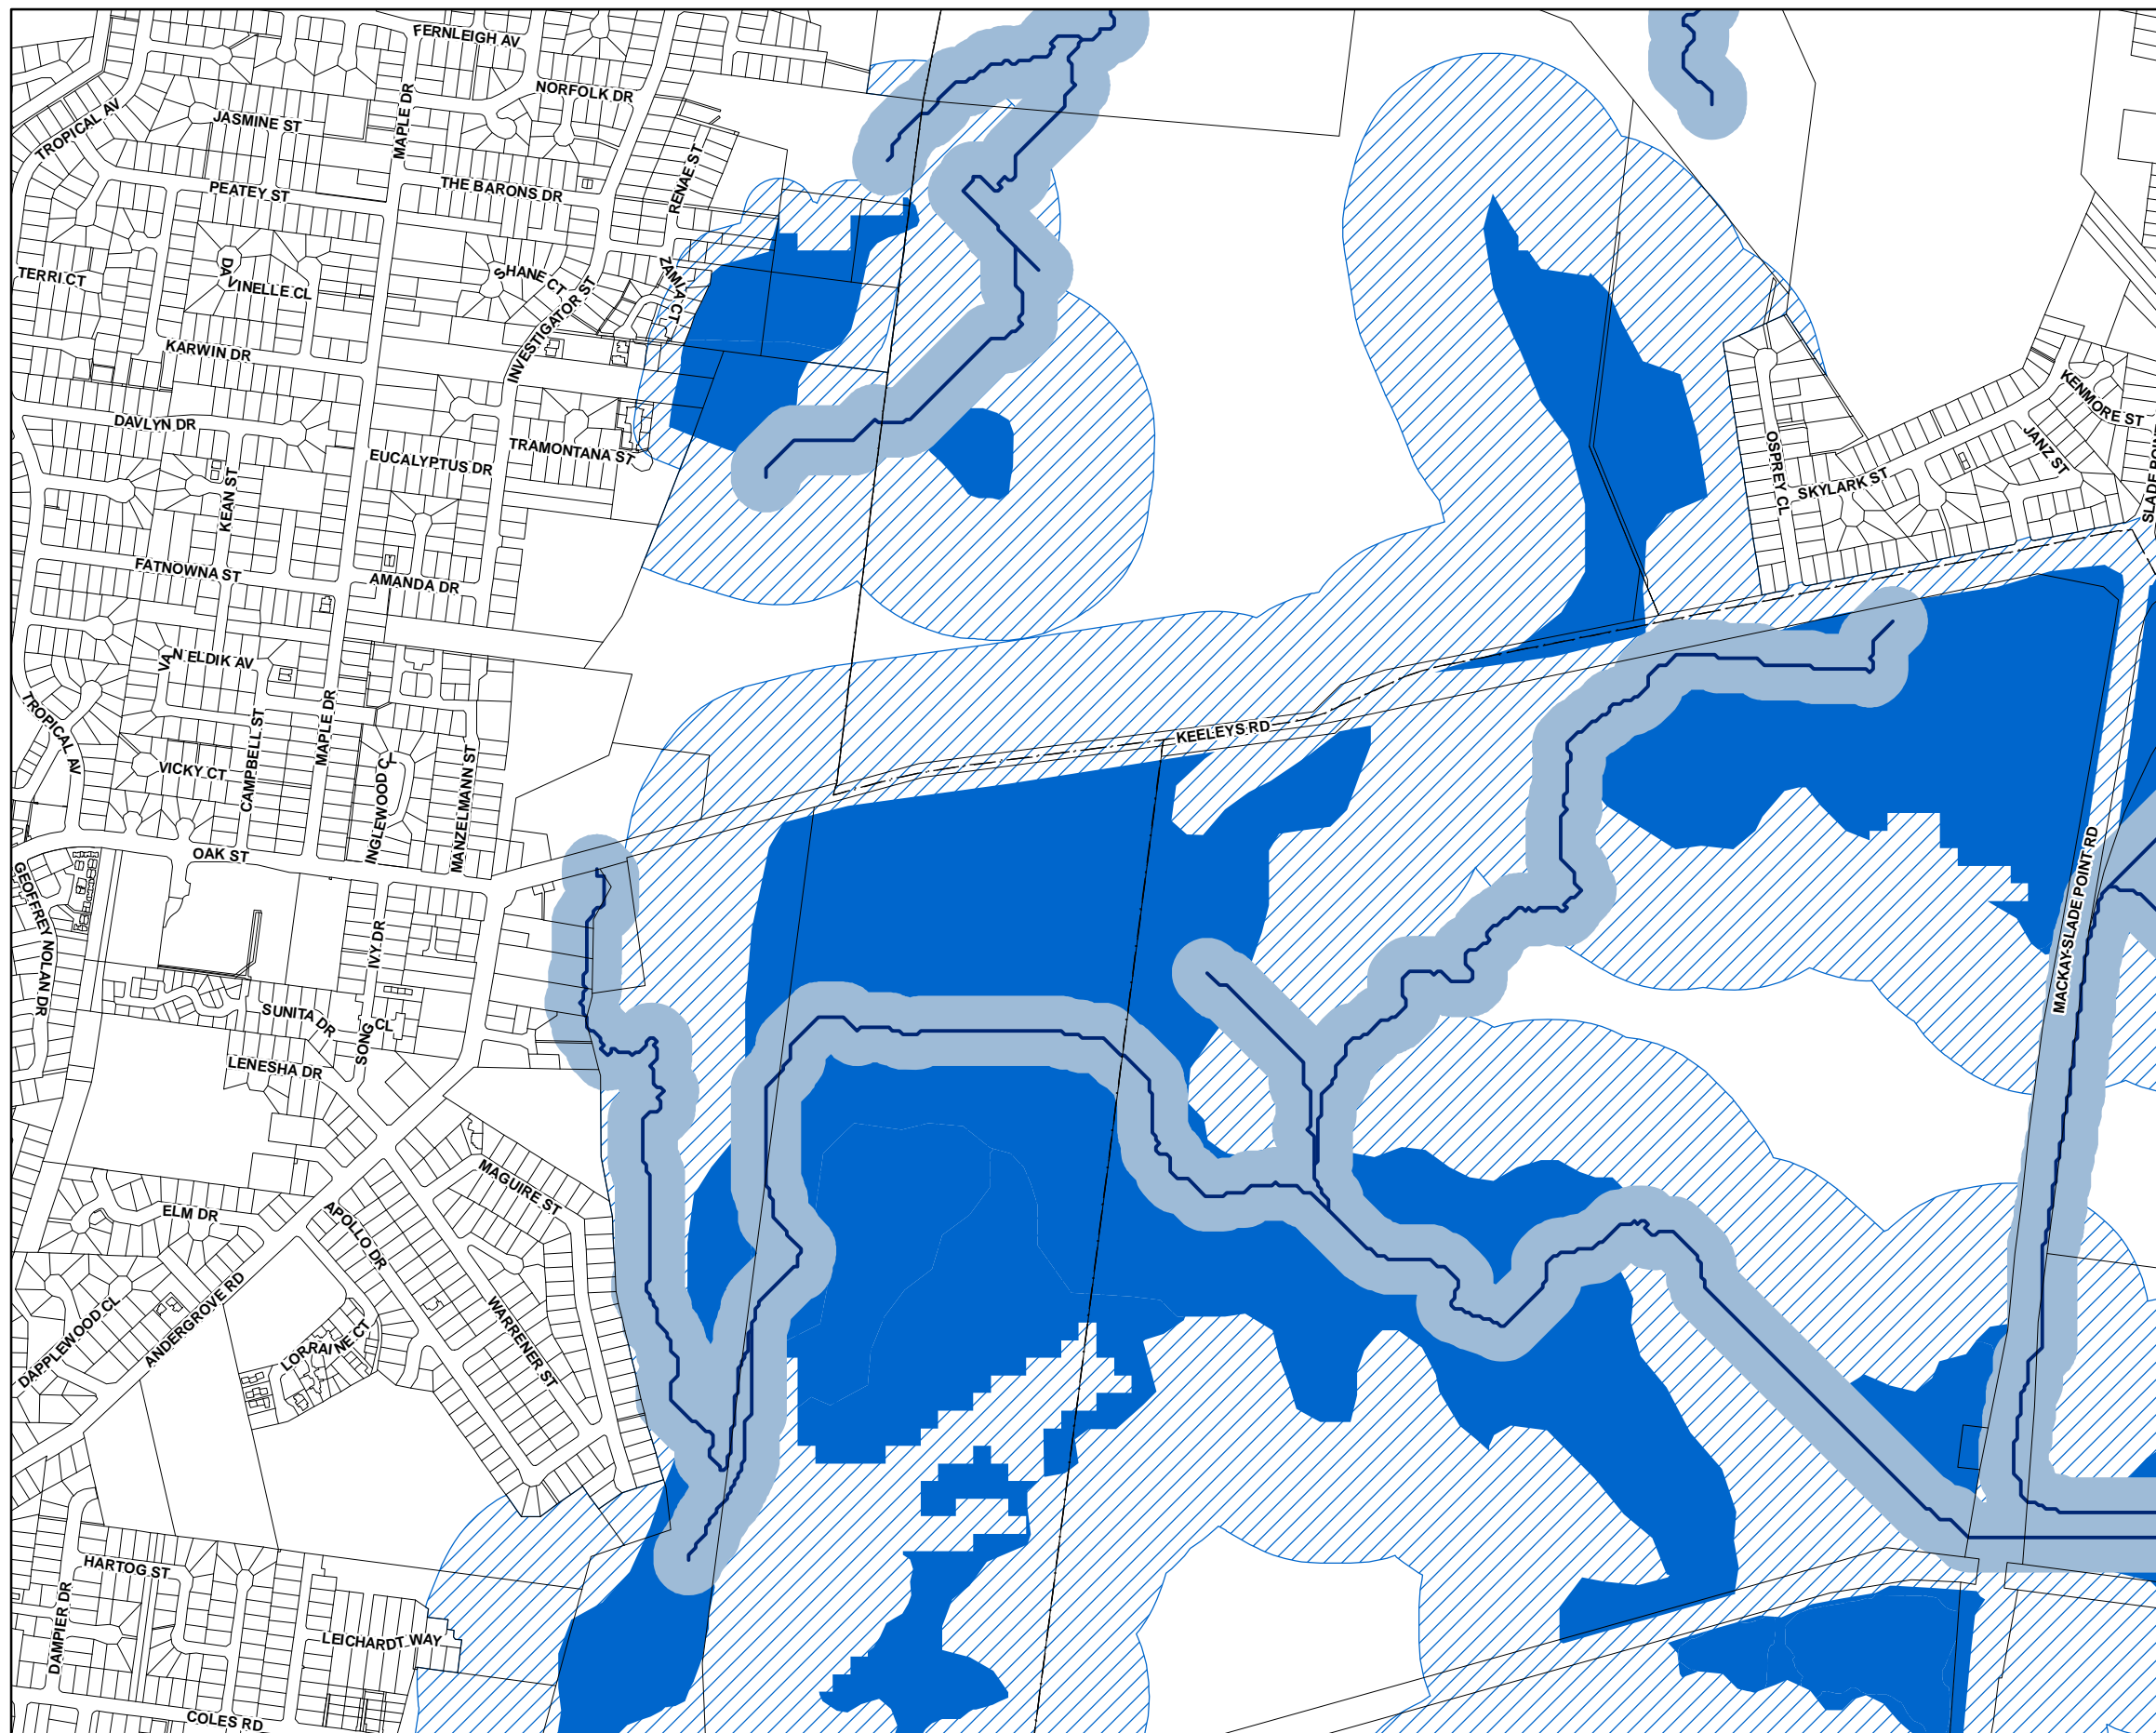 FERNLEIGH AV
NORFOLK DR
TROPICAL AV
JASMINE ST
MAPLE DR
RENAE ST
PEATEY ST
THE BARONS DR
TERRI CT
DAVINELLE CL
SHANE CT
ZAMIA CT
INVESTIGATOR ST
KARWIN DR
KENMORE ST
DAVLYN DR
JANZ ST
EUCALYPTUS DR
TRAMONTANA ST
OSPREY CL
SKYLARK ST
KEAN ST
FATNOWNA ST
AMANDA DR
VAN ELDIK AV
TROPICAL AV
CAMPBELL ST
MAPLE DR
KEELEYS RD
VICKY CT
INGLEWOOD CL
MANZELMANN ST
OAK ST
GEOFFREY NOLAN DR
IVY DR
MACKAY-SLADE POINT RD
SUNITA DR
SONG CL
LENESHA DR
MAGUIRE ST
ELM DR
APOLLO DR
DAPPLEWOOD CL
ANDERGROVE RD
LORRAINE CT
WARRENER ST
HARTOG ST
DAMPIER DR
LEICHARDT WAY
COLES RD